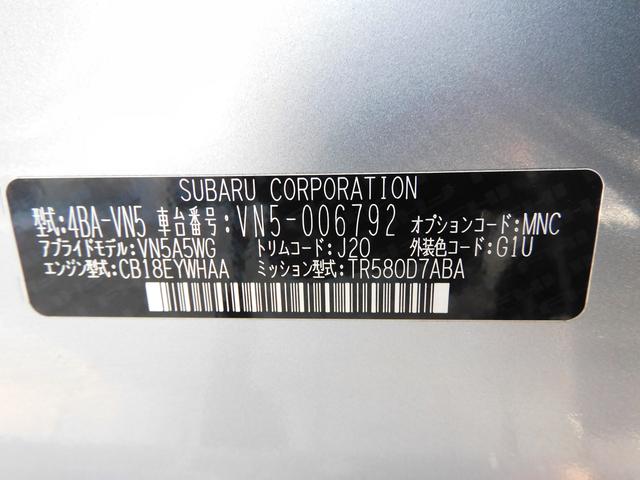 SUBARU CORPORATION
型式:4BA-VN5 車台番号:VN5-006792 オプションコード:MNC
アプライドモデル:VN5A5WG トリムコード:J20 外装色コード:G1U
エンジン型式:CB18EYWHAA ミッション型式:TR580D7ABA